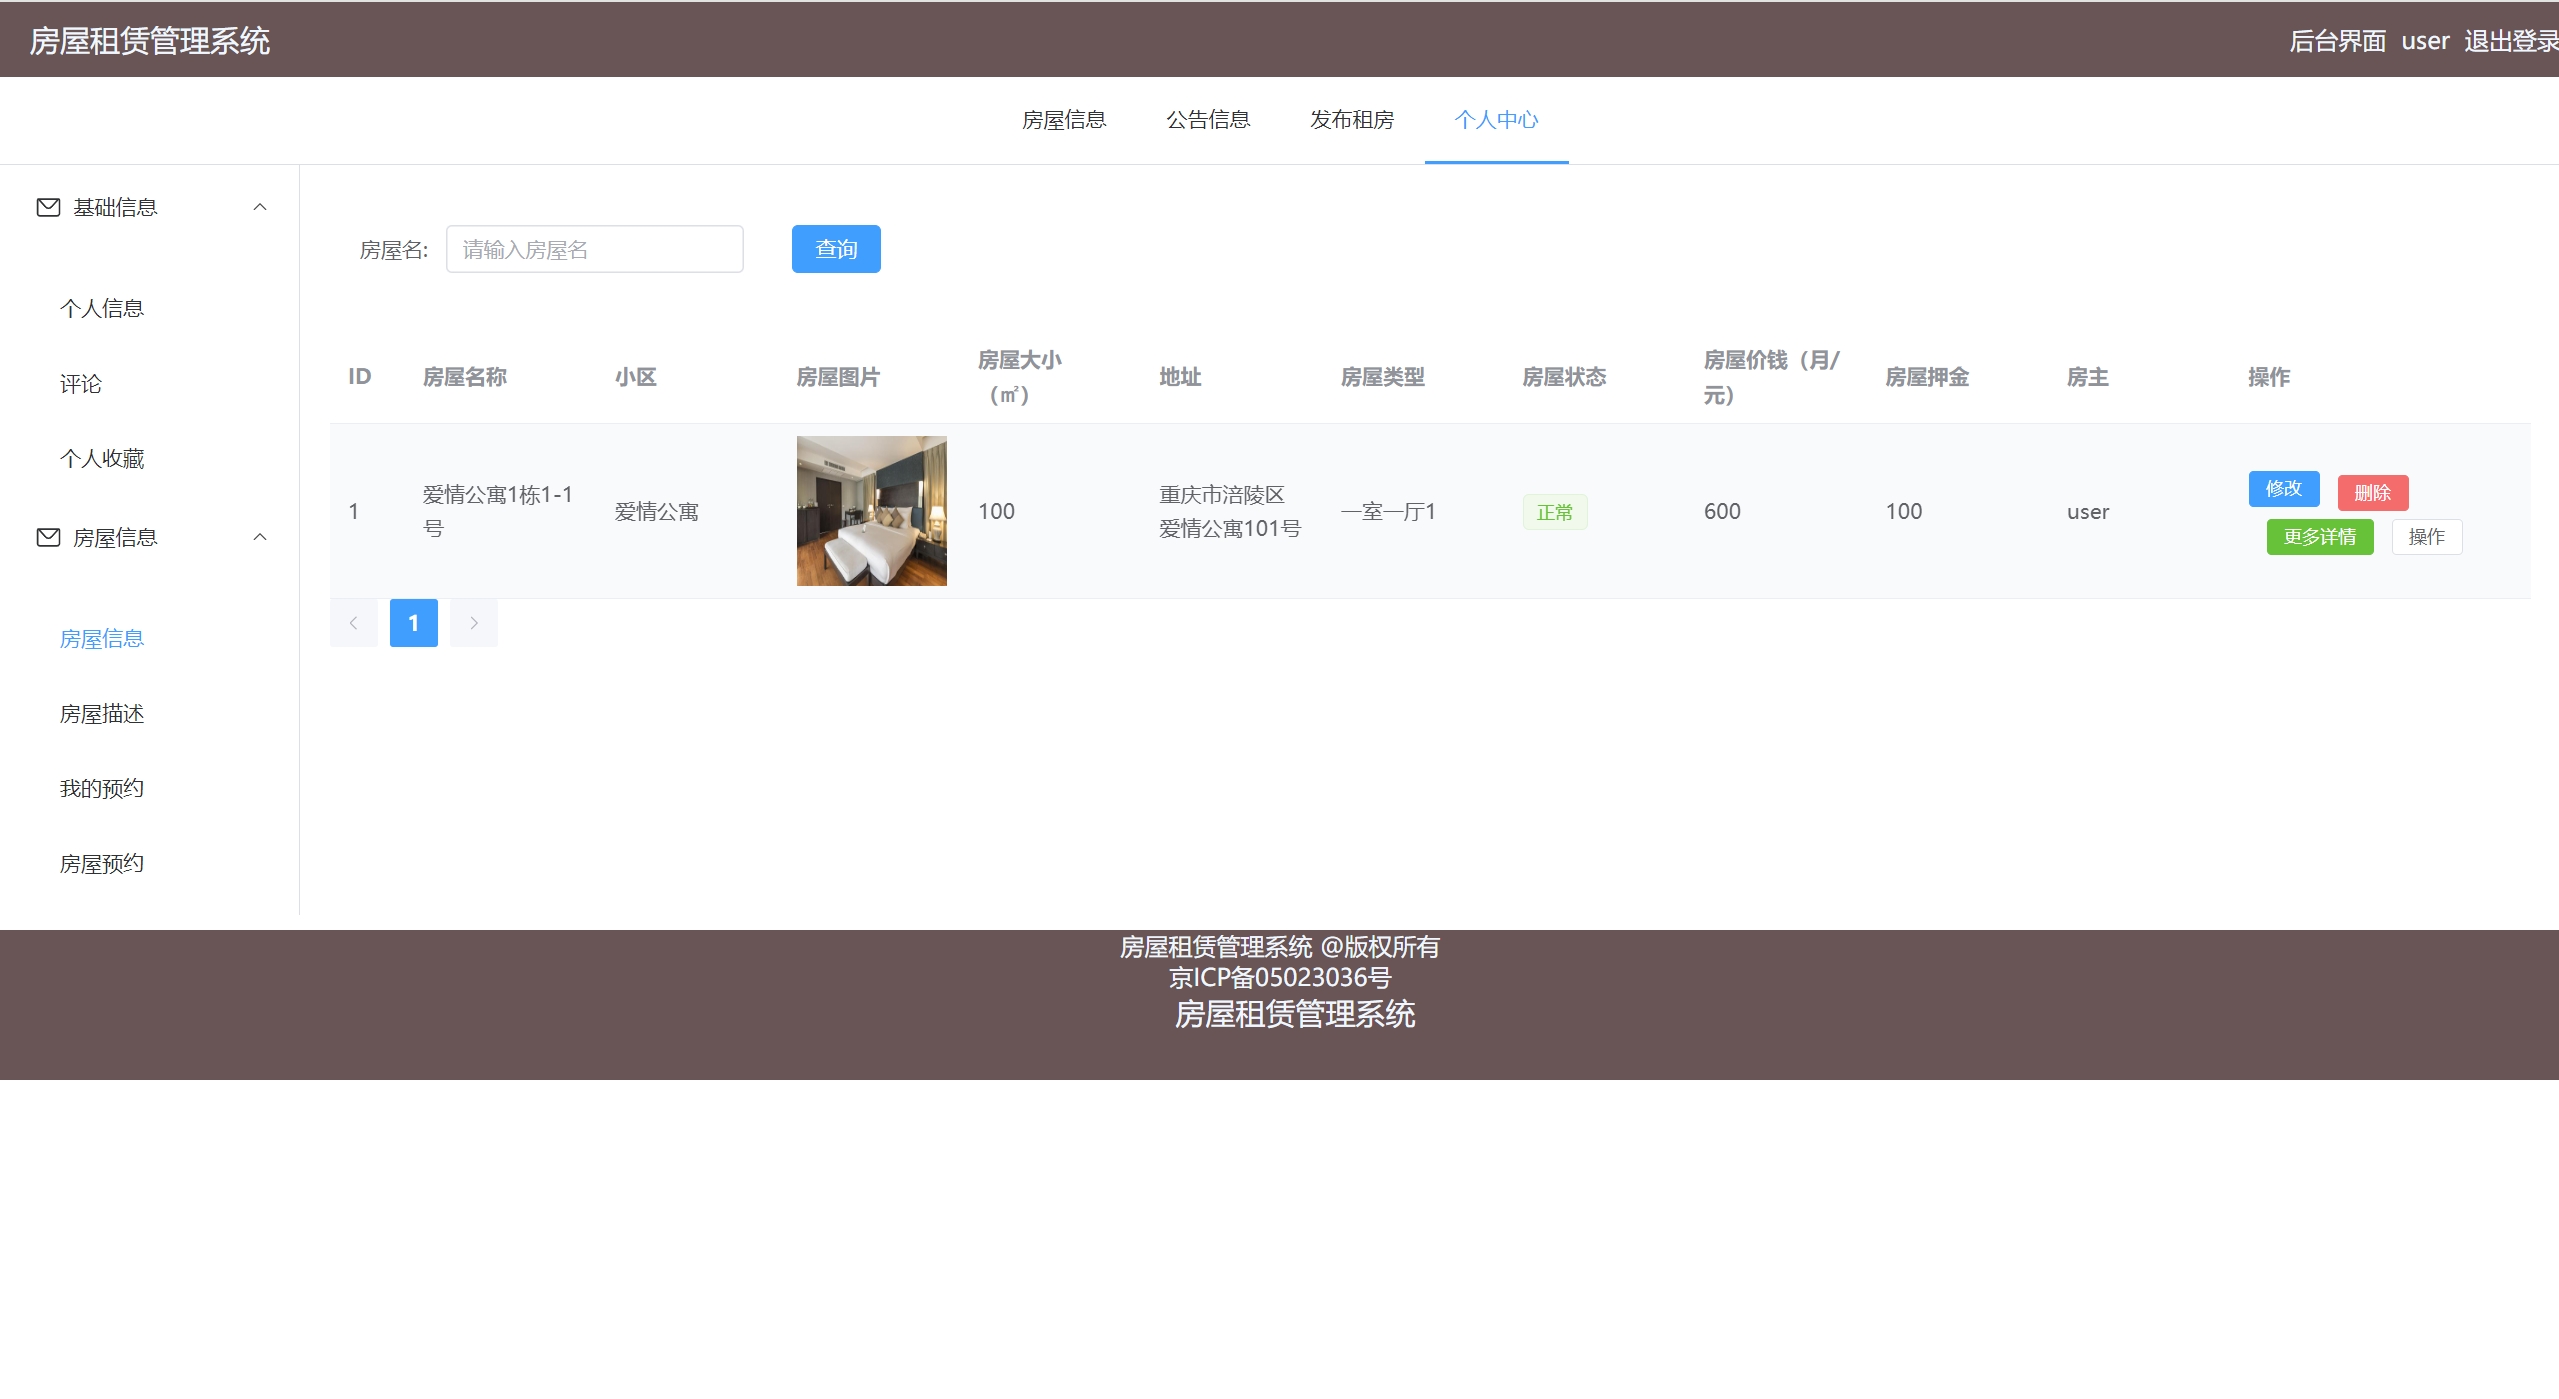 房屋租赁管理系统
后台界面 user 退出登录
房屋信息 公告信息 发布租房 个人中心
基础信息
个人信息
评论
个人收藏
房屋信息
房屋信息
房屋描述
我的预约
房屋预约
房屋名: 请输入房屋名 查询
ID 房屋名称 小区 房屋图片 房屋大小（㎡） 地址 房屋类型 房屋状态 房屋价钱（月/元） 房屋押金 房主 操作
1 爱情公寓1栋1-1号 爱情公寓 100 重庆市涪陵区爱情公寓101号 一室一厅1 正常 600 100 user 修改 删除
更多详情 操作
1
房屋租赁管理系统 @版权所有
京ICP备05023036号
房屋租赁管理系统